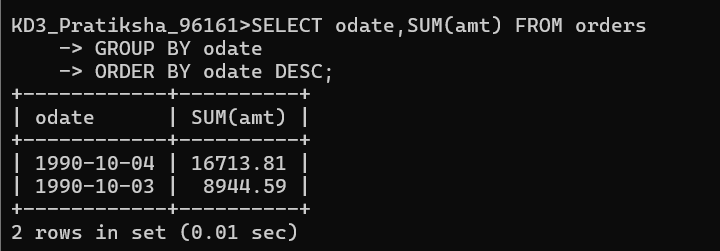 KD3_Pratiksha_96161>SELECT odate,SUM(amt) FROM orders
    -> GROUP BY odate
    -> ORDER BY odate DESC;
+------------+----------+
| odate      | SUM(amt) |
+------------+----------+
| 1990-10-04 | 16713.81 |
| 1990-10-03 |  8944.59 |
+------------+----------+
2 rows in set (0.01 sec)